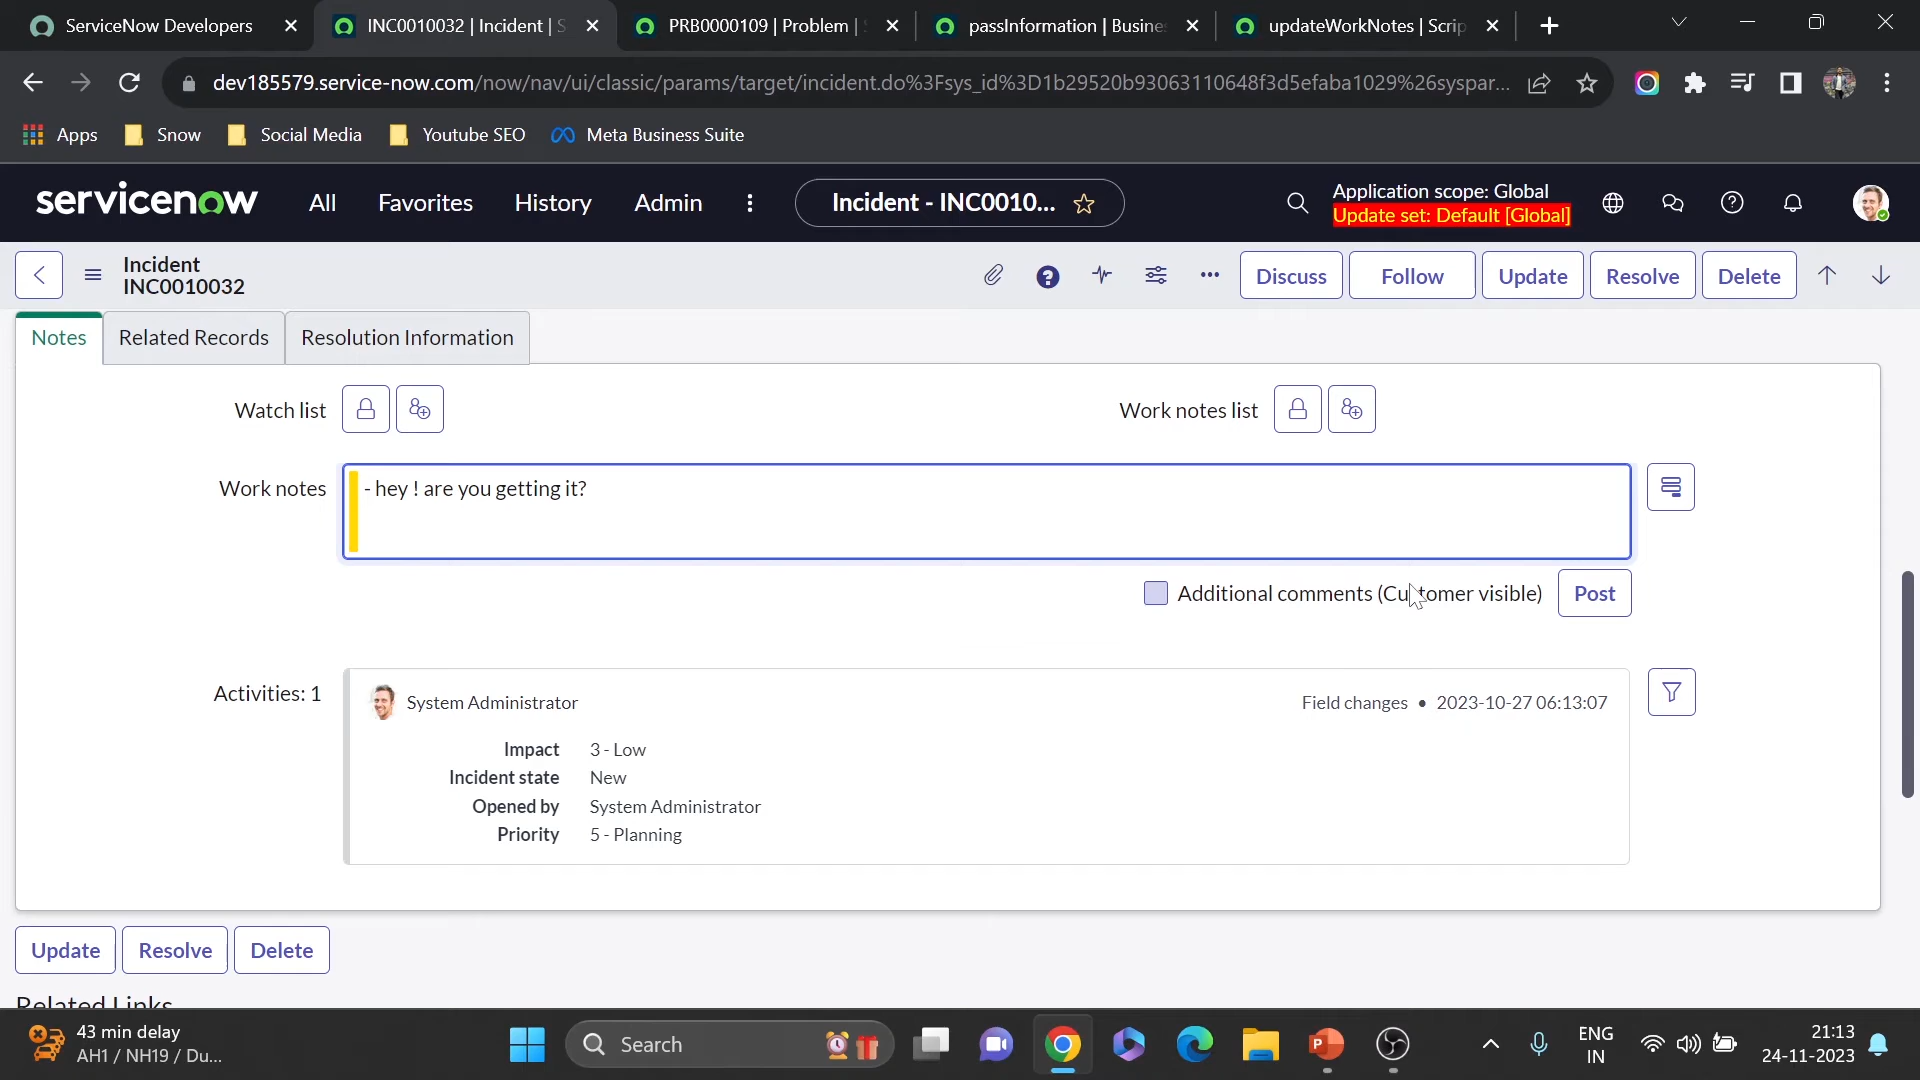 ServiceNow Developers
INC0010032 | Incident | S
PRB0000109 | Problem |
passInformation | Busine
updateWorkNotes | Scrip
dev185579.service-now.com/now/nav/ui/classic/params/target/incident.do%3Fsys_id%3D1b29520b93063110648f3d5efaba1029%26syspar...
Apps
Snow
Social Media
Youtube SEO
Meta Business Suite
servicenow
All
Favorites
History
Admin
Incident - INC0010...
Application scope: Global
Update set: Default [Global]
Incident
INC0010032
Discuss
Follow
Update
Resolve
Delete
Notes
Related Records
Resolution Information
Watch list
Work notes list
Work notes
- hey ! are you getting it?
Additional comments (Customer visible)
Post
Activities: 1
System Administrator
Field changes • 2023-10-27 06:13:07
Impact 3 - Low
Incident state New
Opened by System Administrator
Priority 5 - Planning
Update
Resolve
Delete
Related Links
43 min delay
AH1 / NH19 / Du...
Search
ENG
IN
21:13
24-11-2023